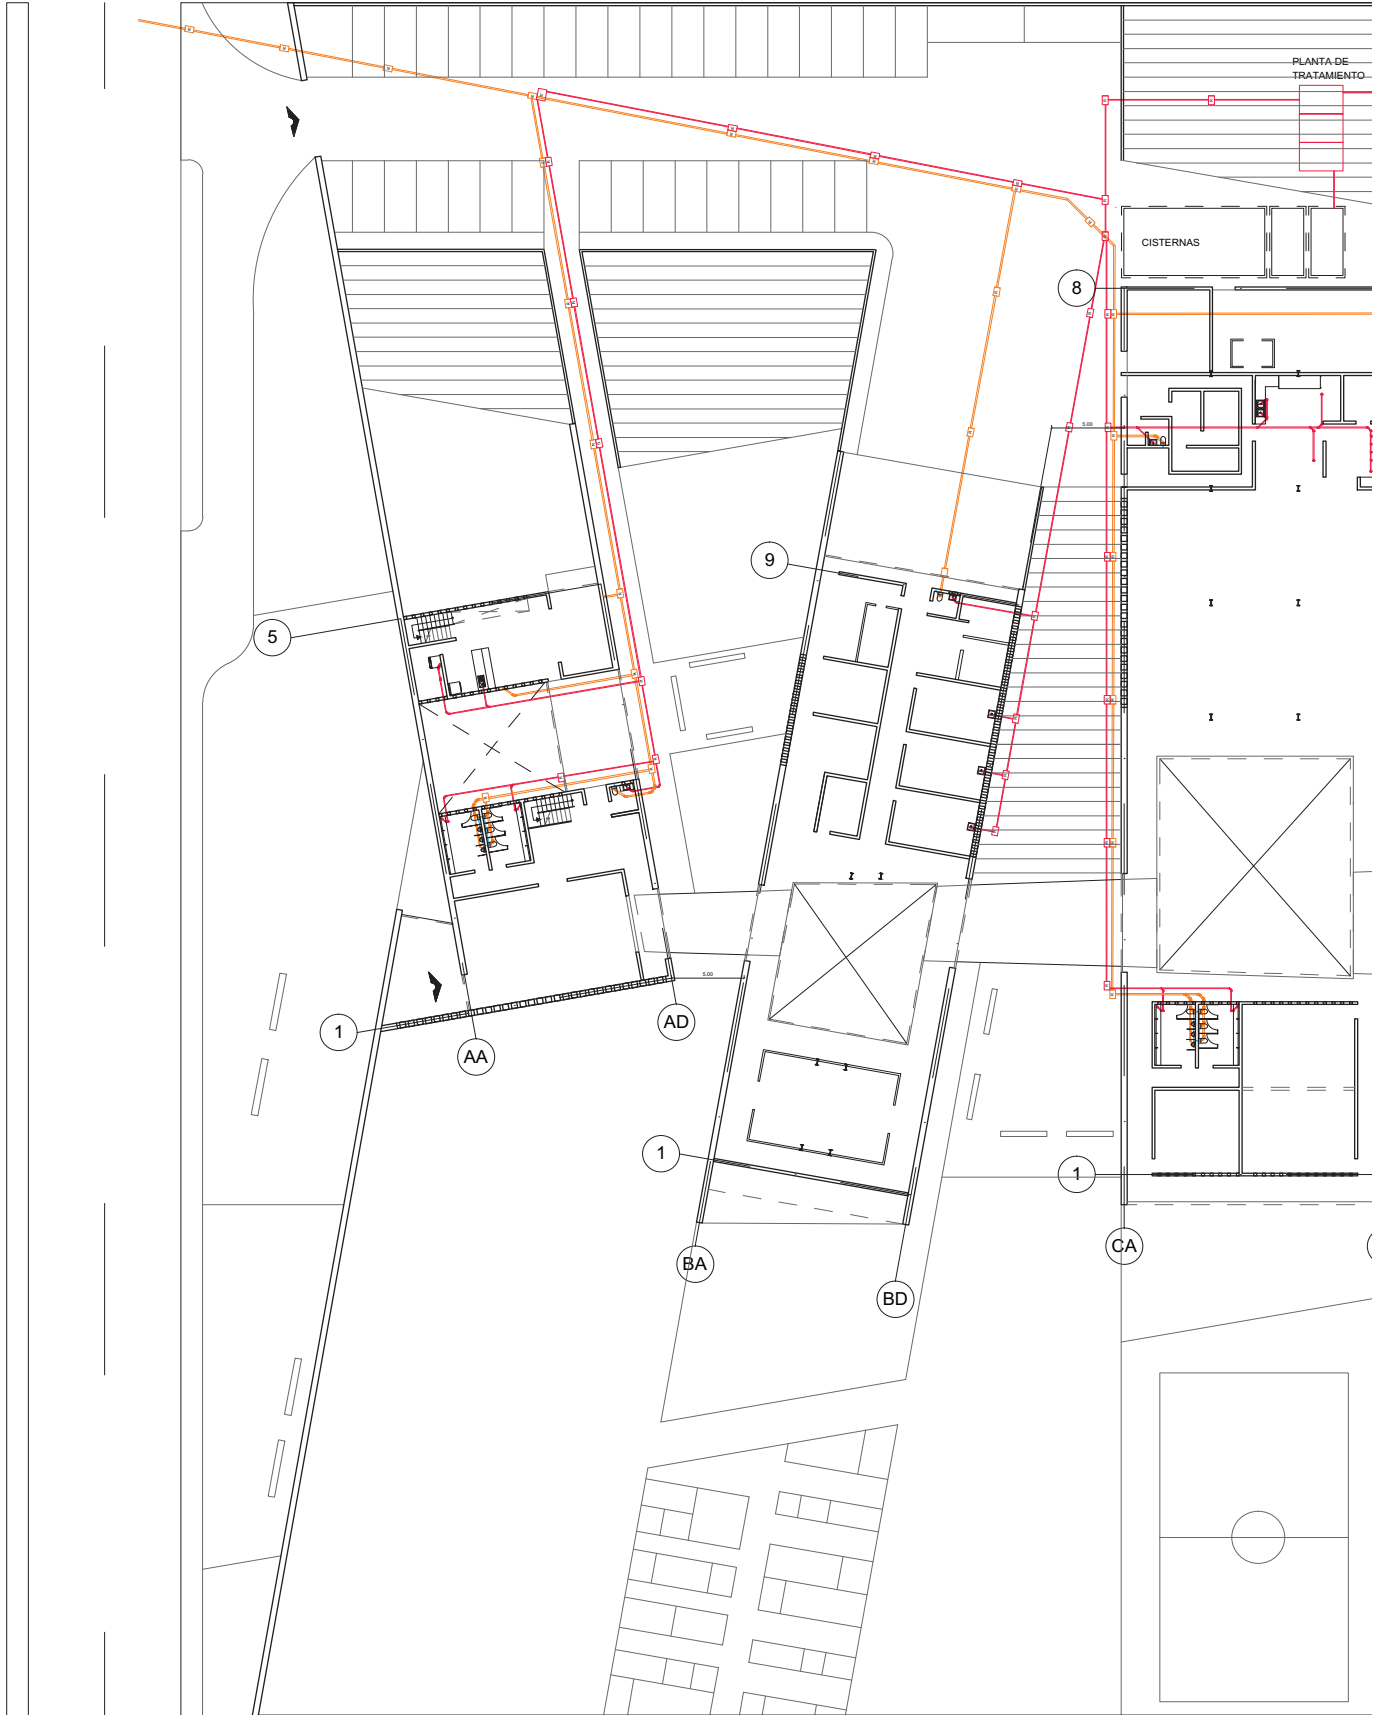 PLANTA DE
TRATAMIENTO
CISTERNAS
8
5.00
9
5
5.00
1
AD
AA
1
1
BA
CA
BD